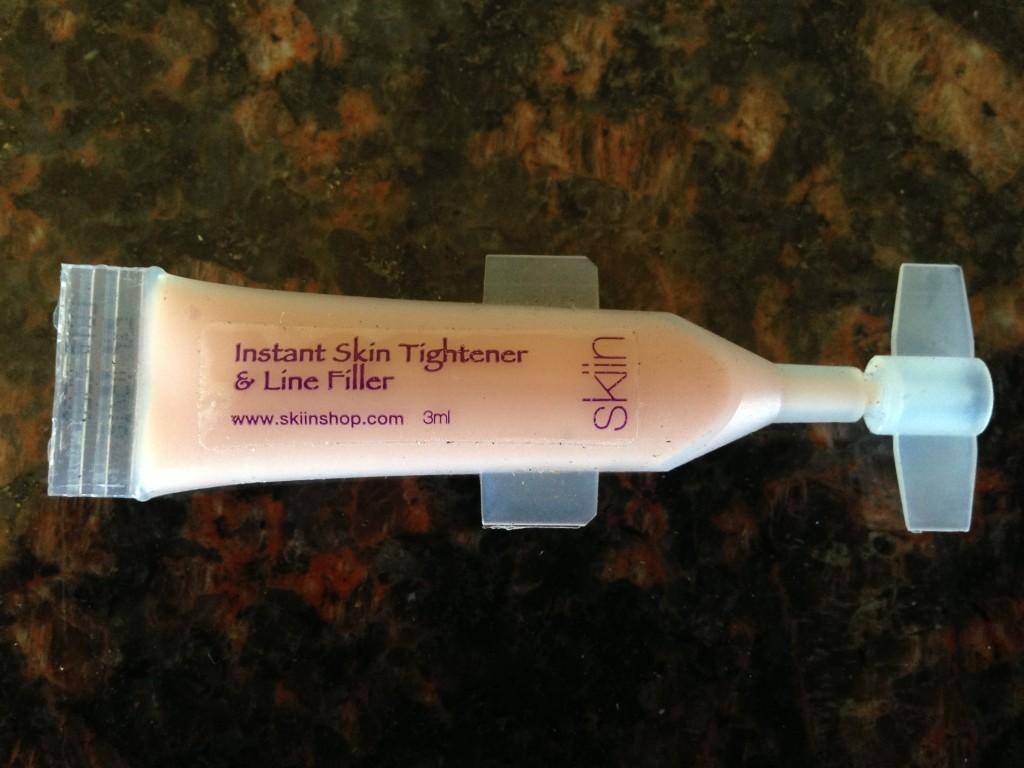 Instant Skin Tightener
& Line Filler
www.skiinshop.com 3ml
skiin